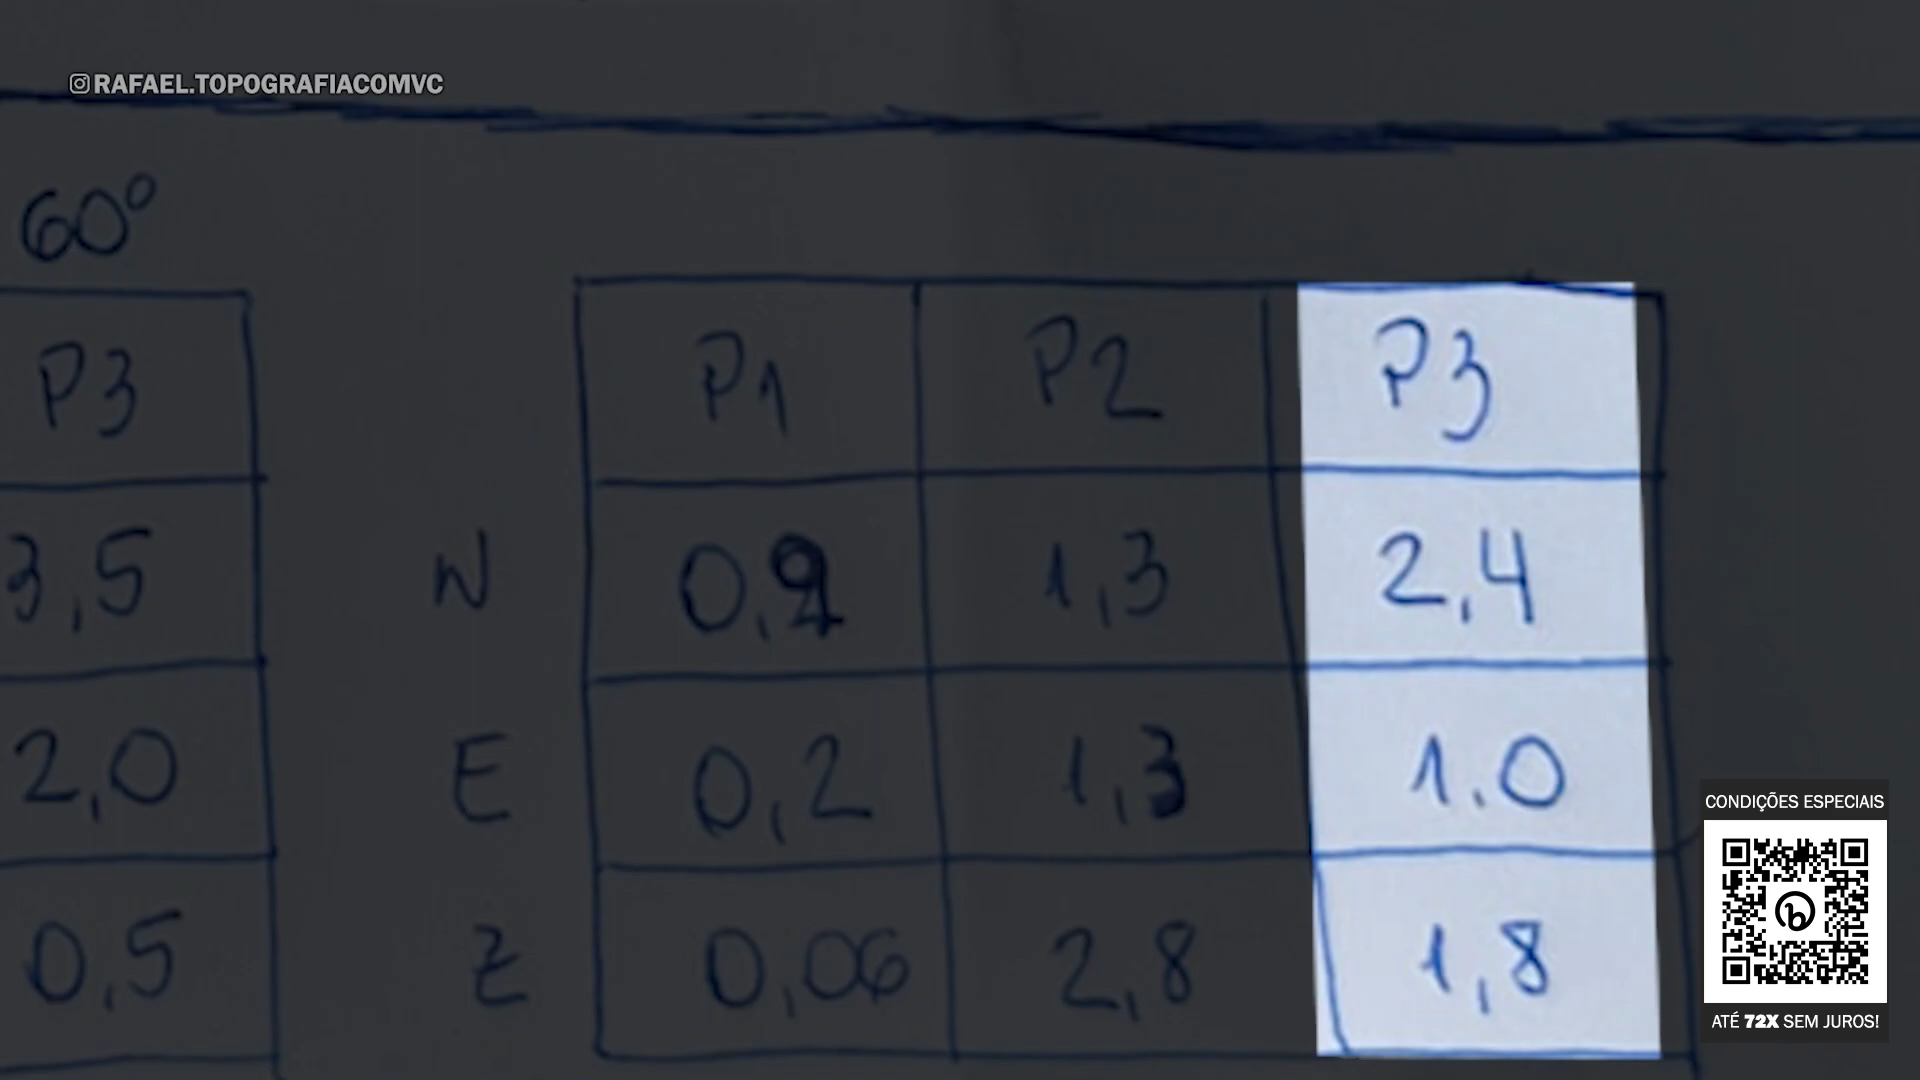 RAFAEL.TOPOGRAFIACOMVC
60°
P3
3,5
2,0
0,5
P1 P2 P3
N 0,2 1,3 2,4
E 0,2 1,3 1,0
Z 0,06 2,8 1,8
CONDIÇÕES ESPECIAIS
ATÉ 72X SEM JUROS!